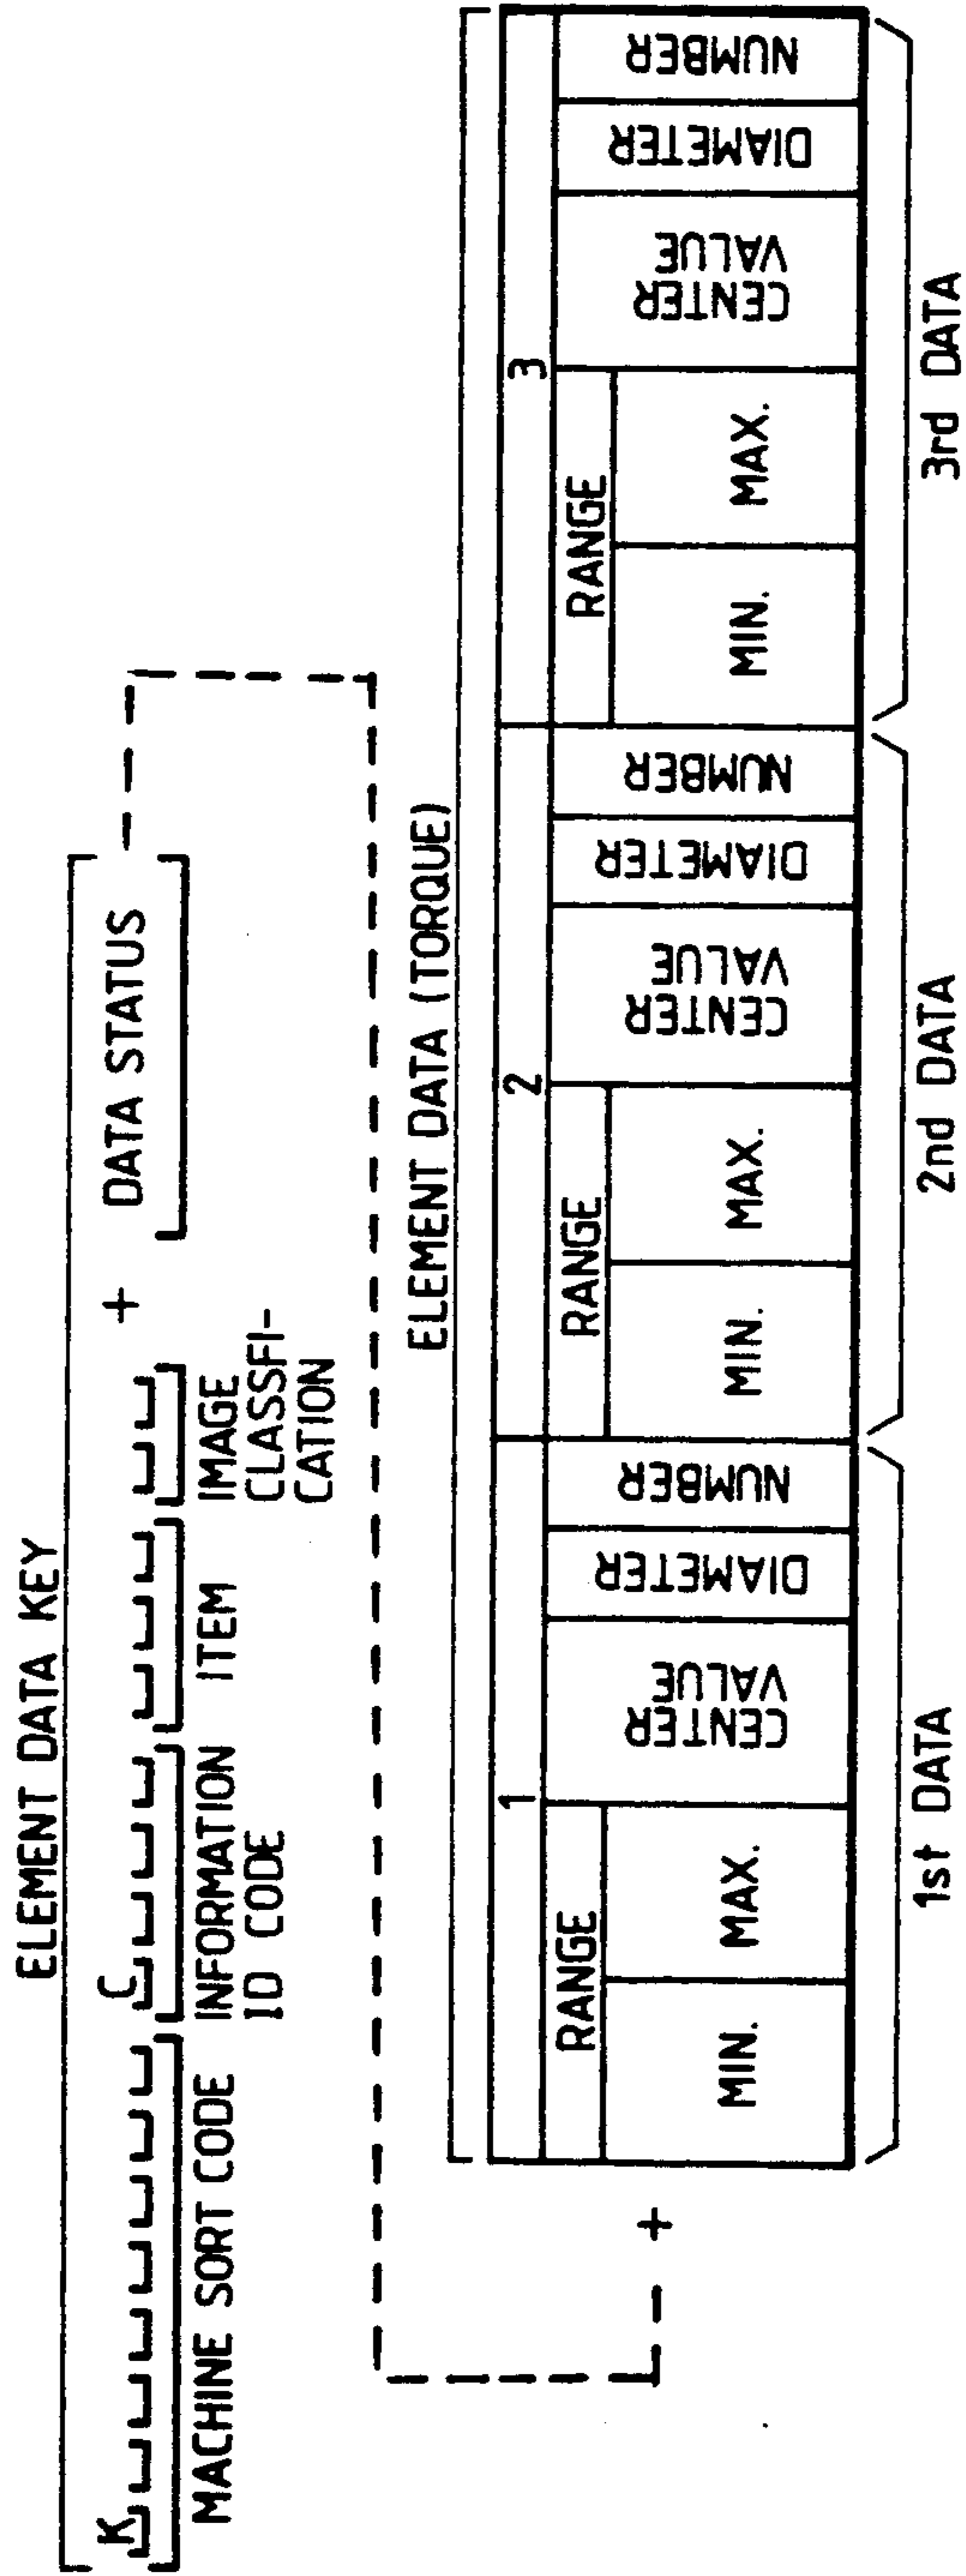 ELEMENT DATA KEY
K
C
+ DATA STATUS
MACHINE SORT CODE
INFORMATION
ID CODE
ITEM
IMAGE
CLASSFI-
CATION
+
ELEMENT DATA (TORQUE)
1
2
3
RANGE
MIN.
MAX.
CENTER
VALUE
DIAMETER
NUMBER
RANGE
MIN.
MAX.
CENTER
VALUE
DIAMETER
NUMBER
RANGE
MIN.
MAX.
CENTER
VALUE
DIAMETER
NUMBER
1st DATA
2nd DATA
3rd DATA